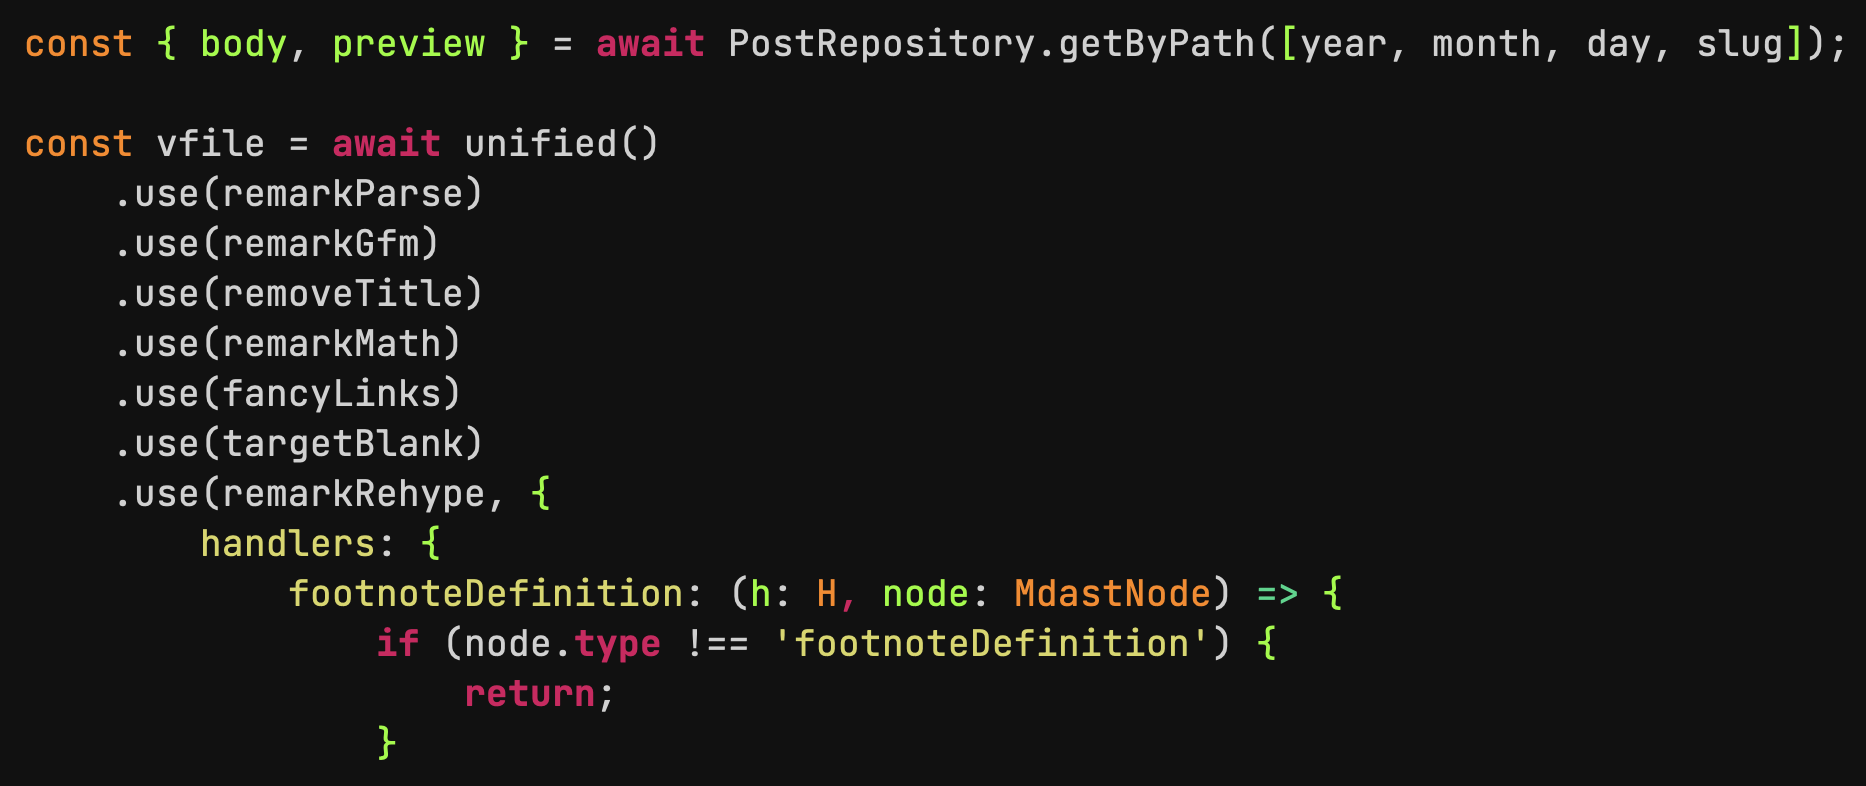 const { body, preview } = await PostRepository.getByPath([year, month, day, slug]);

const vfile = await unified()
    .use(remarkParse)
    .use(remarkGfm)
    .use(removeTitle)
    .use(remarkMath)
    .use(fancyLinks)
    .use(targetBlank)
    .use(remarkRehype, {
        handlers: {
            footnoteDefinition: (h: H, node: MdastNode) => {
                if (node.type !== 'footnoteDefinition') {
                    return;
                }